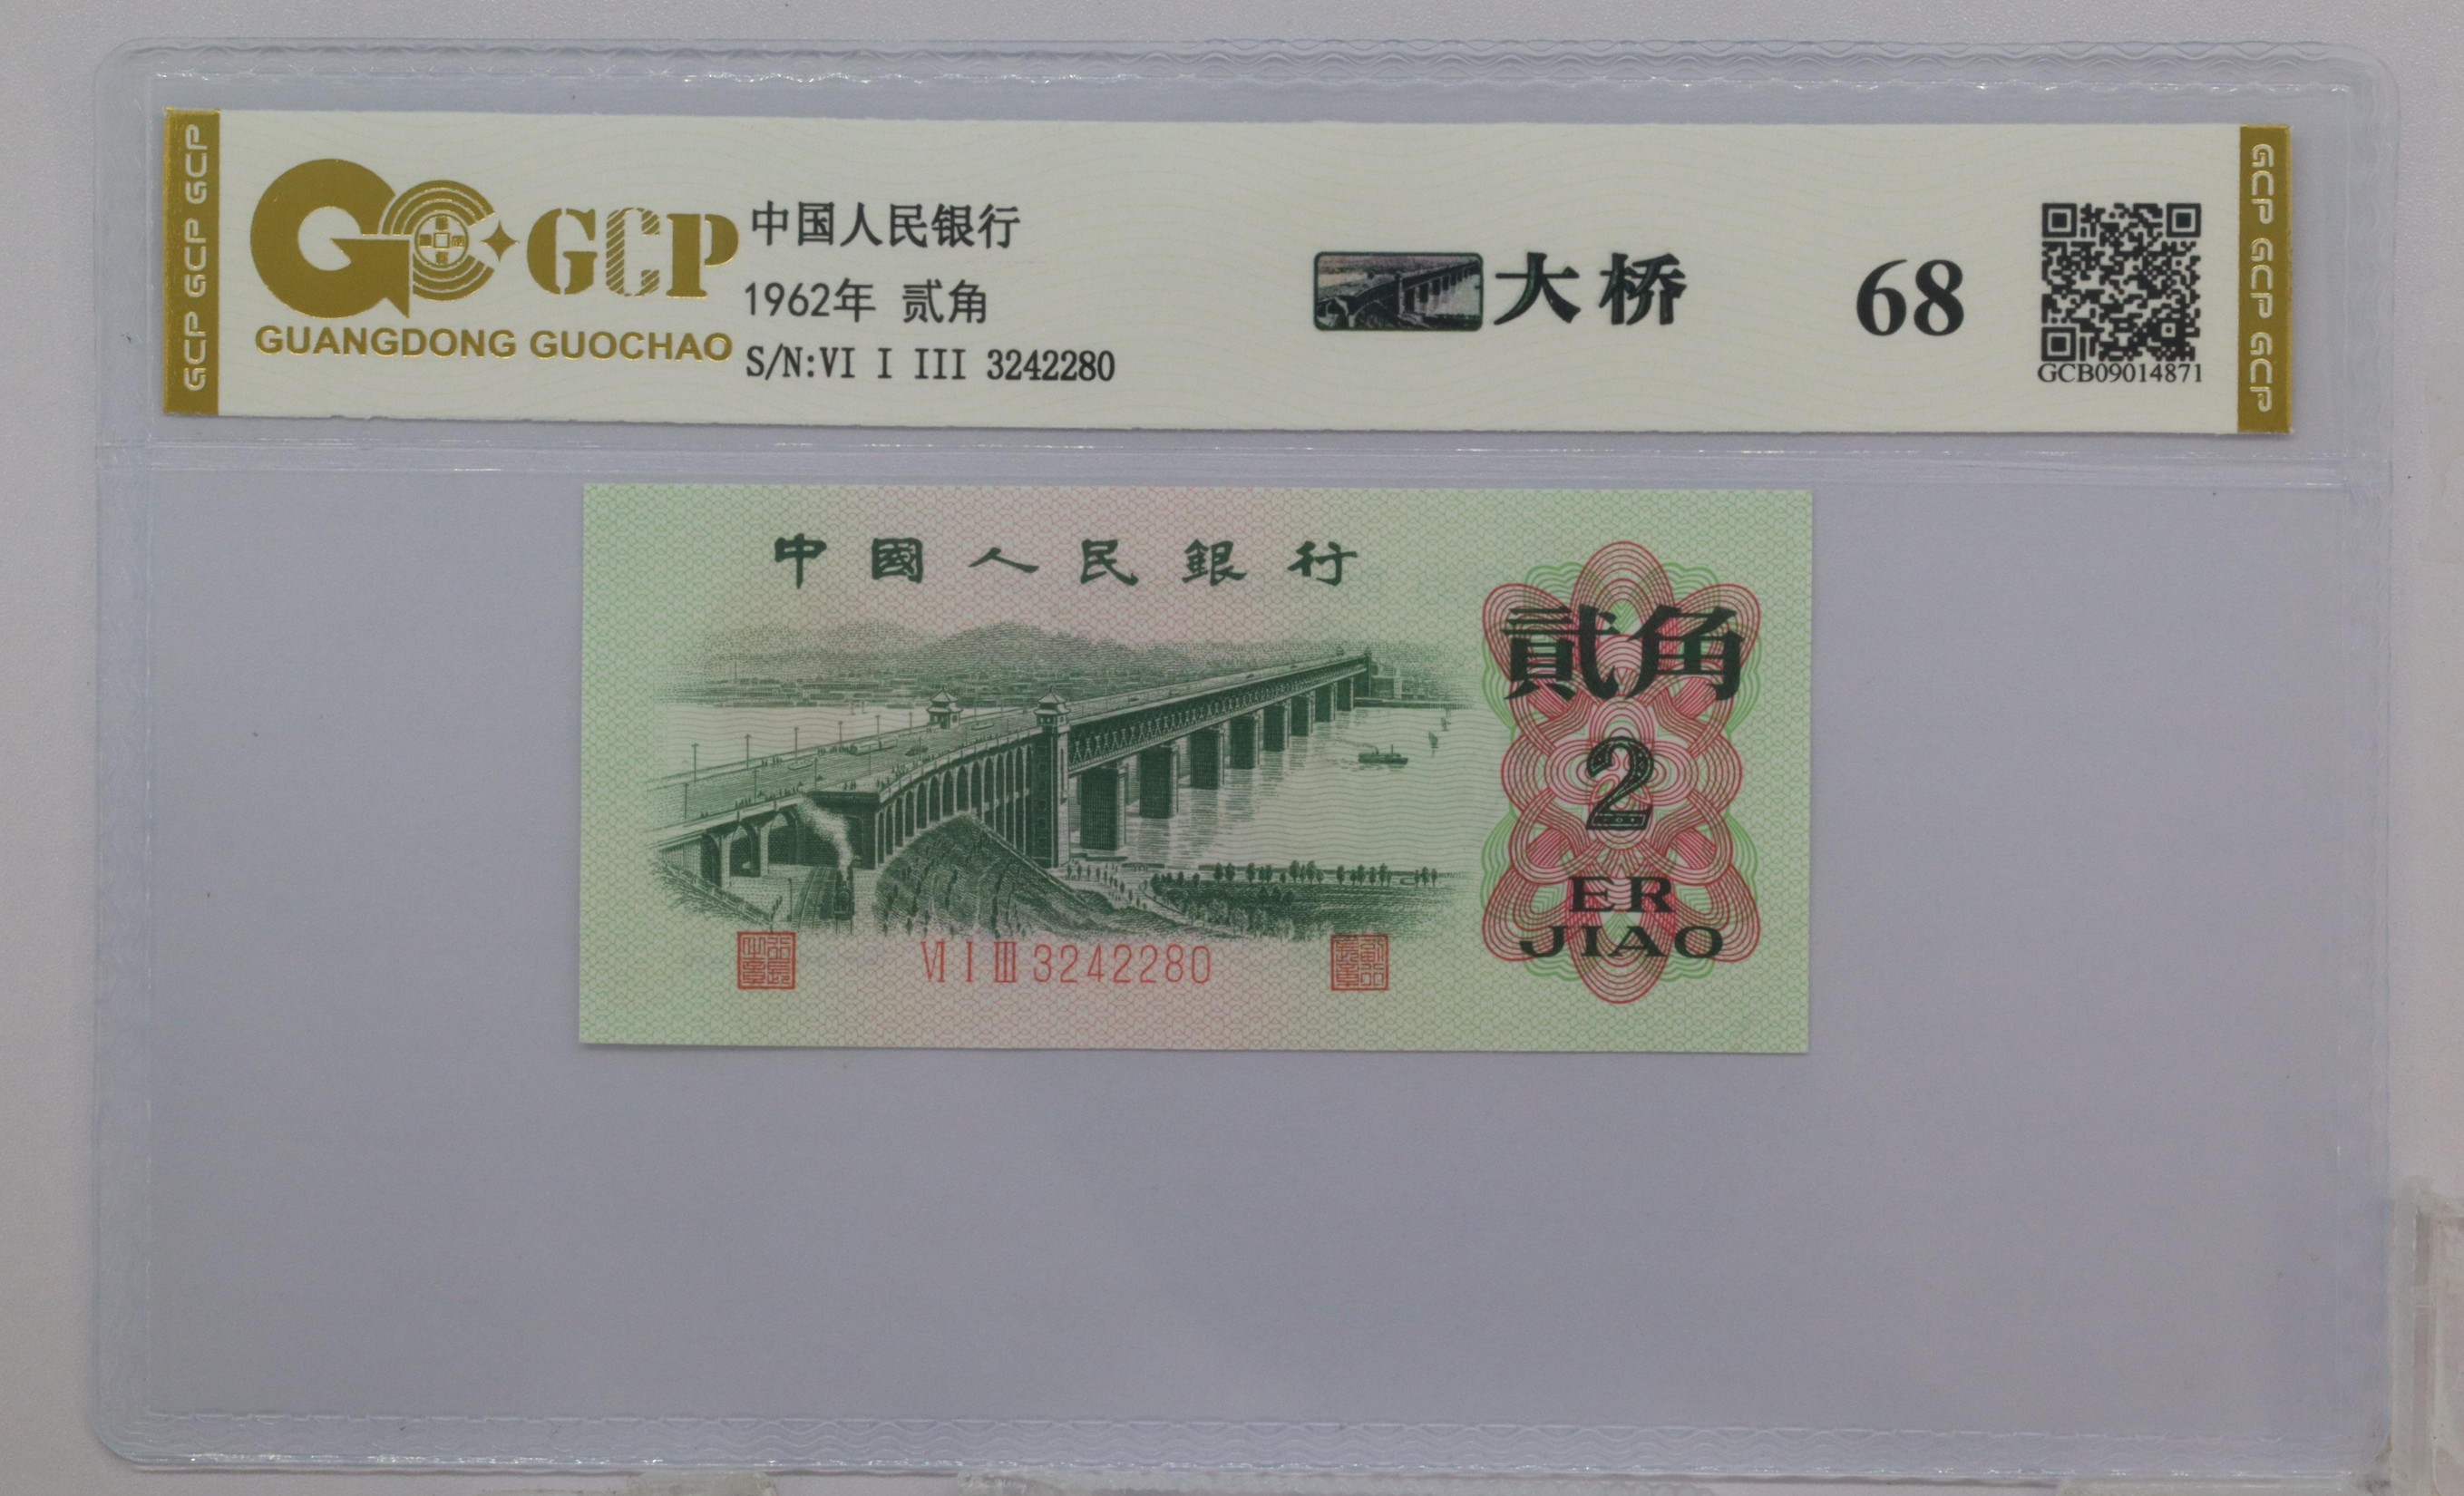 GCP GCP GCP
GCP
GUANGDONG GUOCHAO
中国人民银行
1962年 贰角
S/N:VI I III 3242280
大桥
68
GCB09014871
GCP GCP GCP
中國人民銀行
貳角
2
ER
JIAO
VI I III 3242280